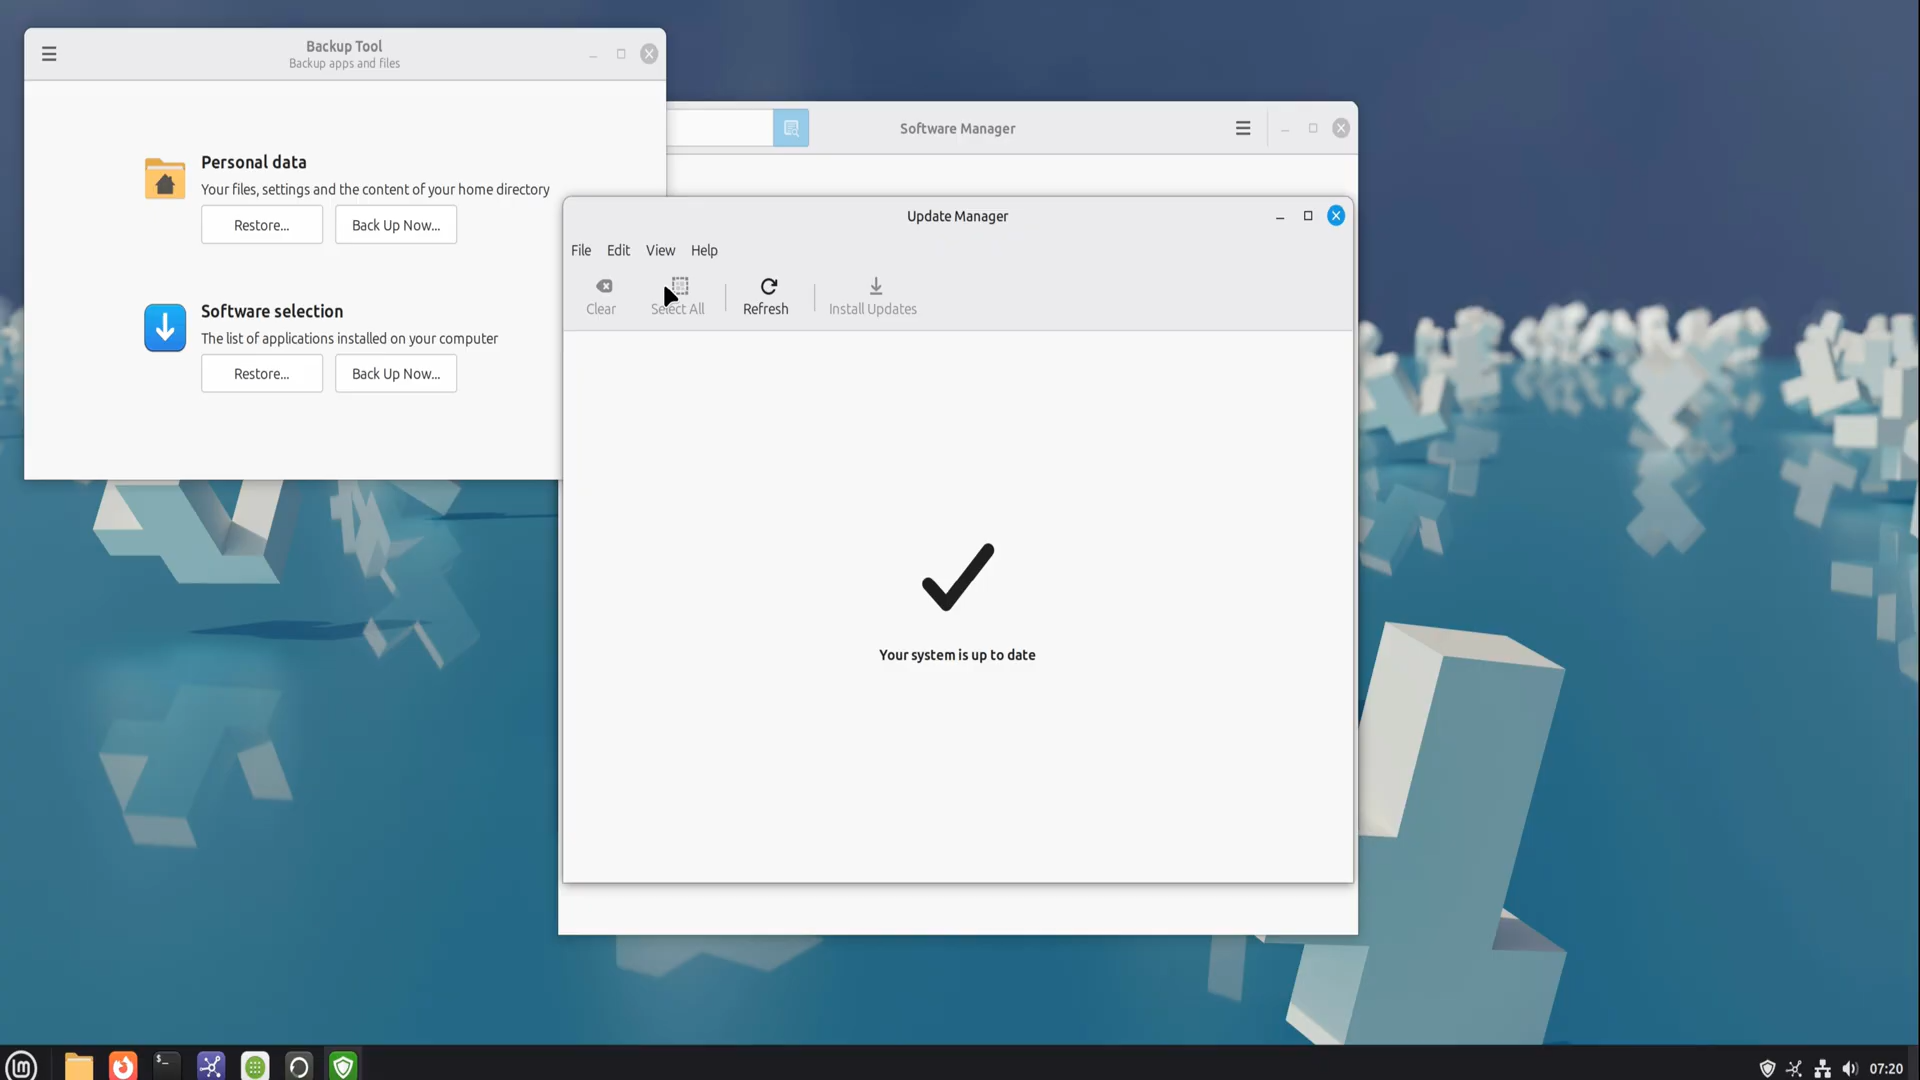 Backup Tool
Backup apps and files
Personal data
Your files, settings and the content of your home directory
Restore...
Back Up Now...
Software selection
The list of applications installed on your computer
Restore...
Back Up Now...
Software Manager
Update Manager
File Edit View Help
Clear
Select All
Refresh
Install Updates
Your system is up to date
$_
lm
07:20